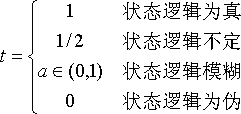 1 状态逻辑为真
1/2 状态逻辑不定
t =
a∈(0,1) 状态逻辑模糊
0 状态逻辑为伪